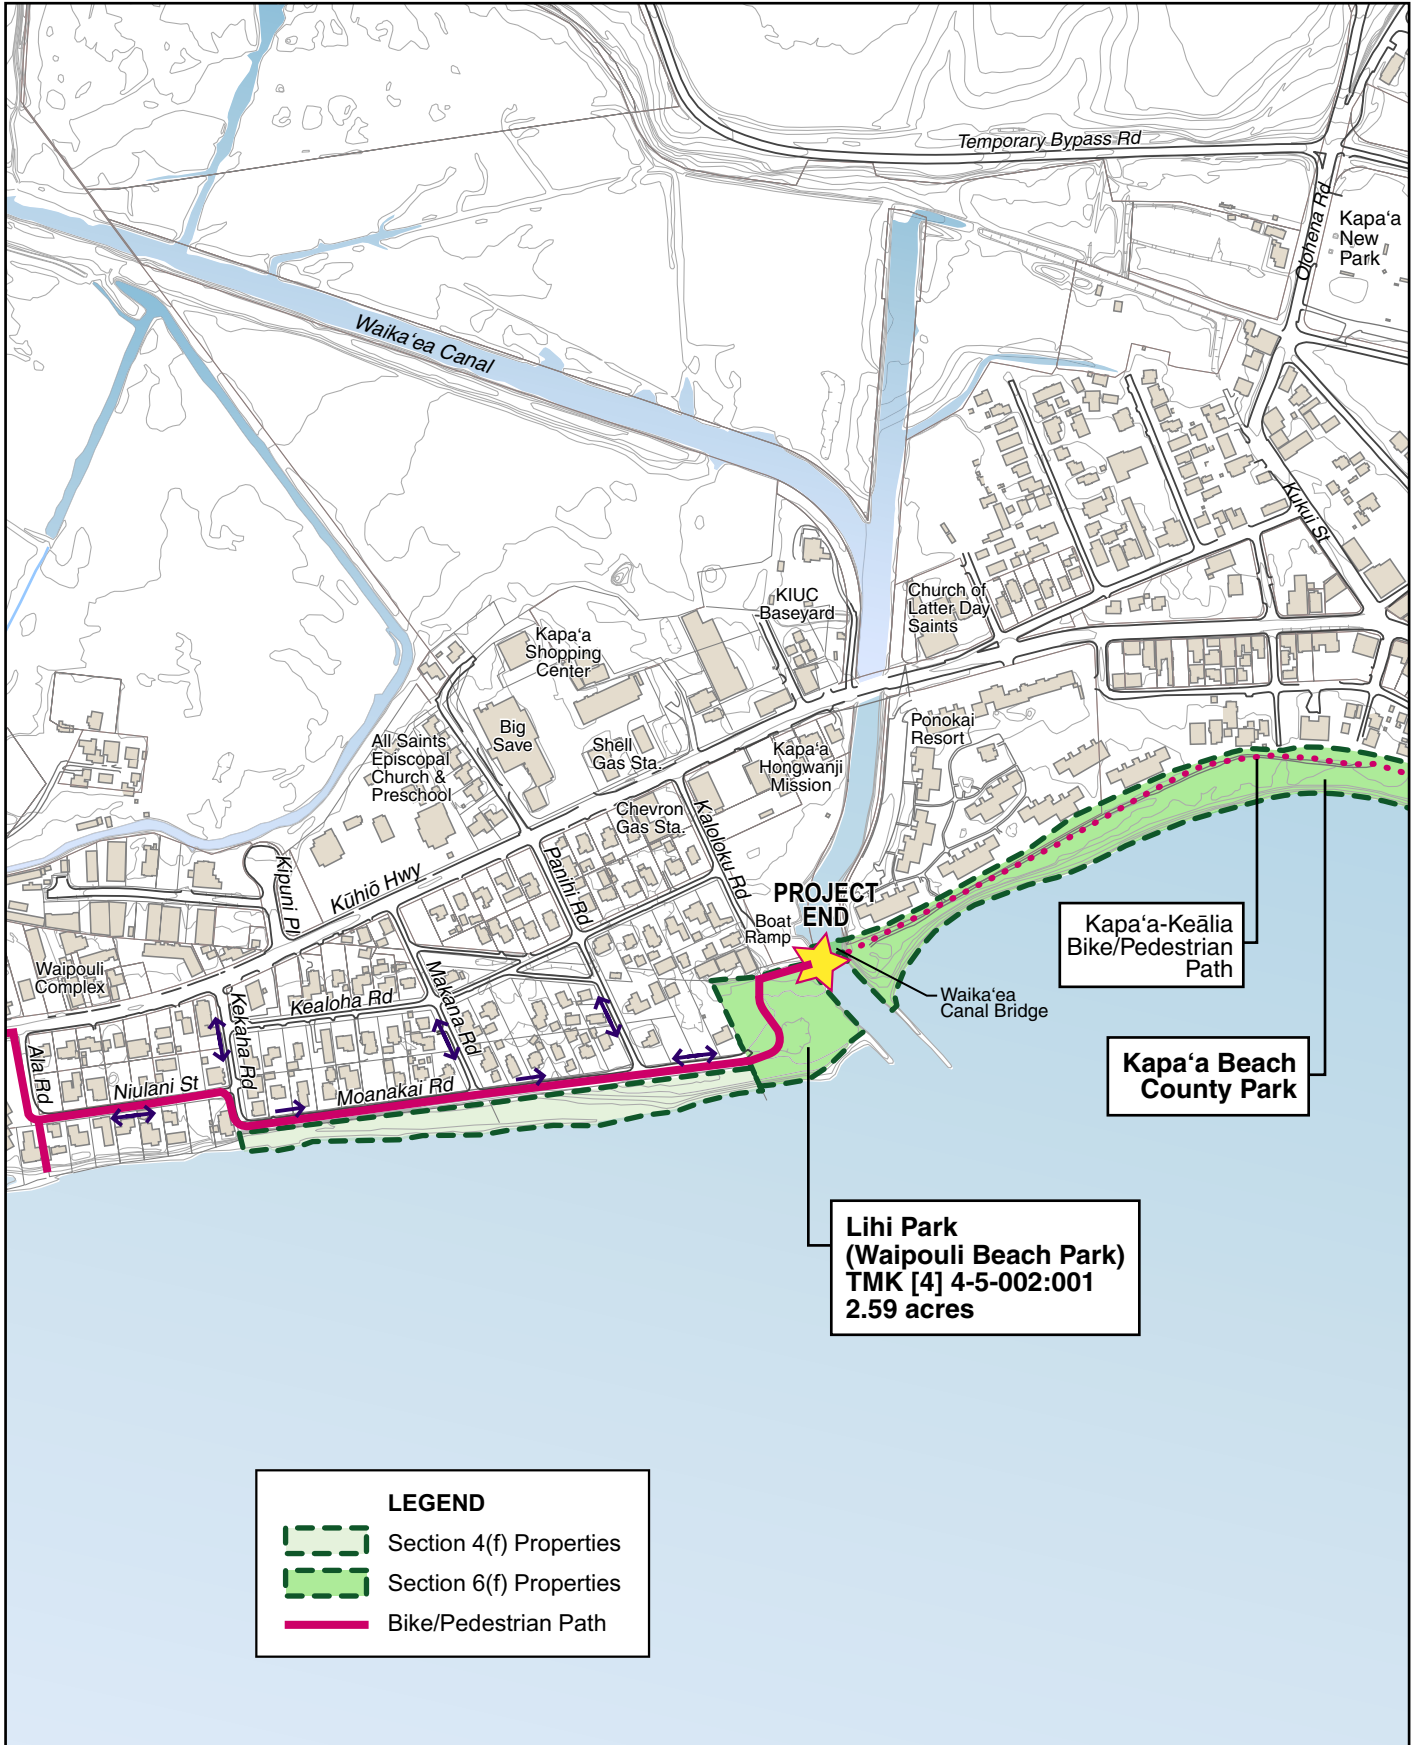 Temporary Bypass Rd
Olohena Rd
Kapaʻa
New
Park
Waikaʻea Canal
Kukui St
KIUC
Baseyard
Church of
Latter Day
Saints
Kapaʻa
Shopping
Center
Big
Save
Shell
Gas Sta.
All Saints
Episcopal
Church &
Preschool
Kapaʻa
Hongwanji
Mission
Ponokai
Resort
Chevron
Gas Sta.
Kaloloku Rd
Panihi Rd
Kipuni Pl
Kūhiō Hwy
PROJECT
END
Boat
Ramp
Kapaʻa-Keālia
Bike/Pedestrian
Path
Waipouli
Complex
Waikaʻea
Canal Bridge
Kealoha Rd
Makana Rd
Kekaha Rd
Ala Rd
Niulani St
Moanakai Rd
Kapaʻa Beach
County Park
Lihi Park
(Waipouli Beach Park)
TMK [4] 4-5-002:001
2.59 acres
LEGEND
Section 4(f) Properties
Section 6(f) Properties
Bike/Pedestrian Path